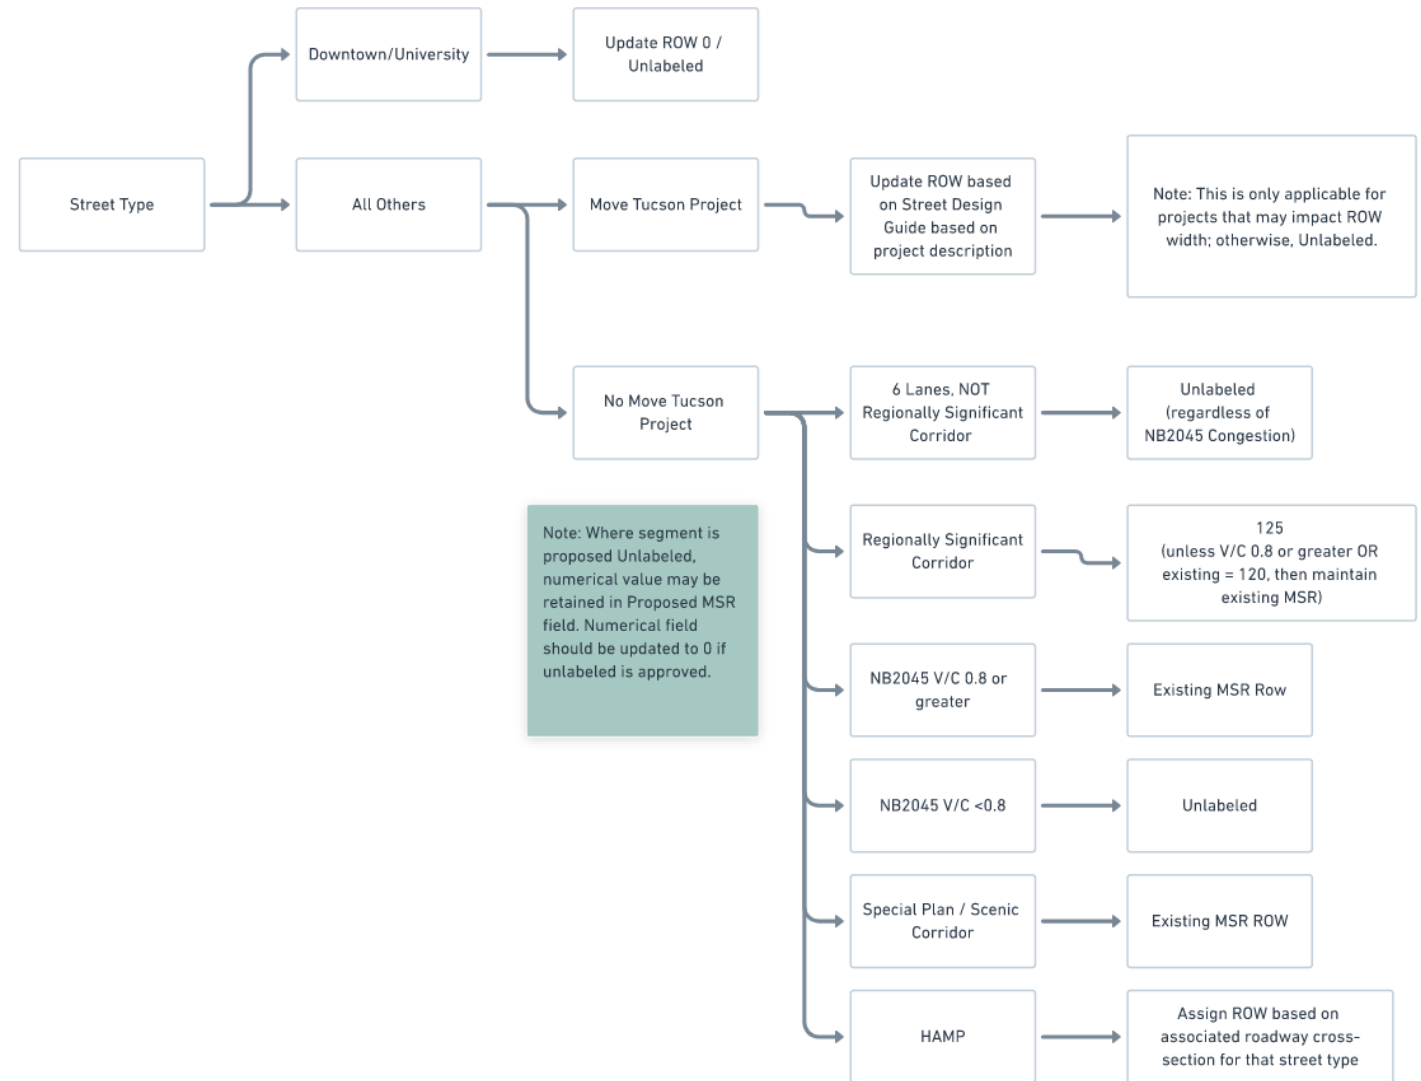 Downtown/University
Update ROW 0 /
Unlabeled
Street Type
All Others
Move Tucson Project
Update ROW based
on Street Design
Guide based on
project description
Note: This is only applicable for
projects that may impact ROW
width; otherwise, Unlabeled.
No Move Tucson
Project
6 Lanes, NOT
Regionally Significant
Corridor
Unlabeled
(regardless of
NB2045 Congestion)
Note: Where segment is
proposed Unlabeled,
numerical value may be
retained in Proposed MSR
field. Numerical field
should be updated to 0 if
unlabeled is approved.
Regionally Significant
Corridor
125
(unless V/C 0.8 or greater OR
existing = 120, then maintain
existing MSR)
NB2045 V/C 0.8 or
greater
Existing MSR Row
NB2045 V/C <0.8
Unlabeled
Special Plan / Scenic
Corridor
Existing MSR ROW
HAMP
Assign ROW based on
associated roadway cross-
section for that street type